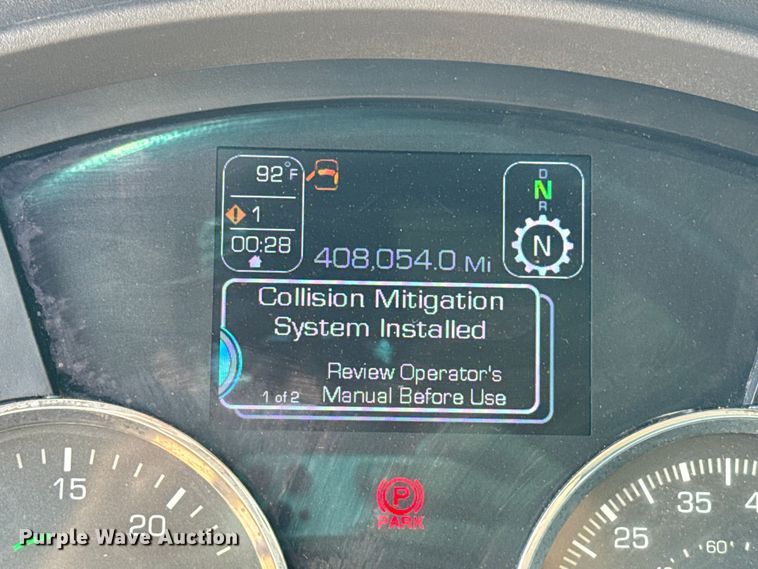 92°F
1
00:28
408,054.0 Mi
D
N
R
N
Collision Mitigation
System Installed
Review Operator's
1 of 2 Manual Before Use
P
PARK
15
20
25
35
60
Purple Wave Auction